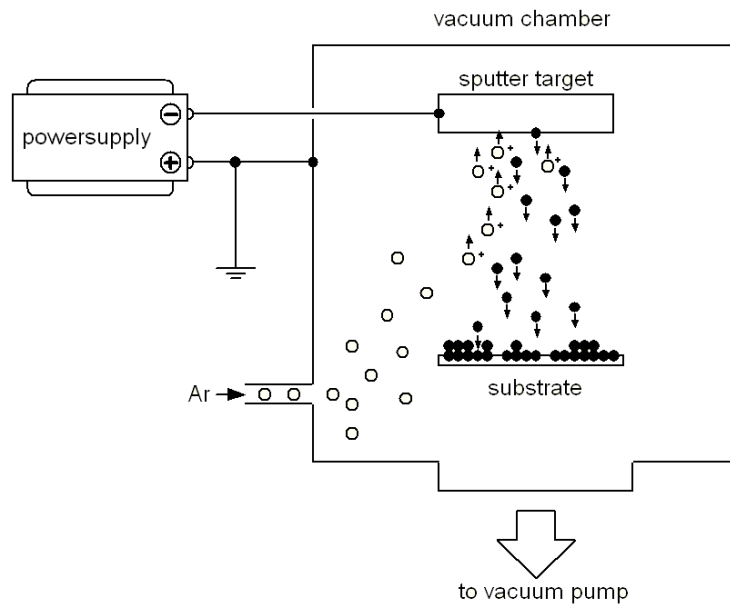 vacuum chamber
sputter target
powersupply
−
+
+
+
+
+
+
+
Ar
substrate
to vacuum pump